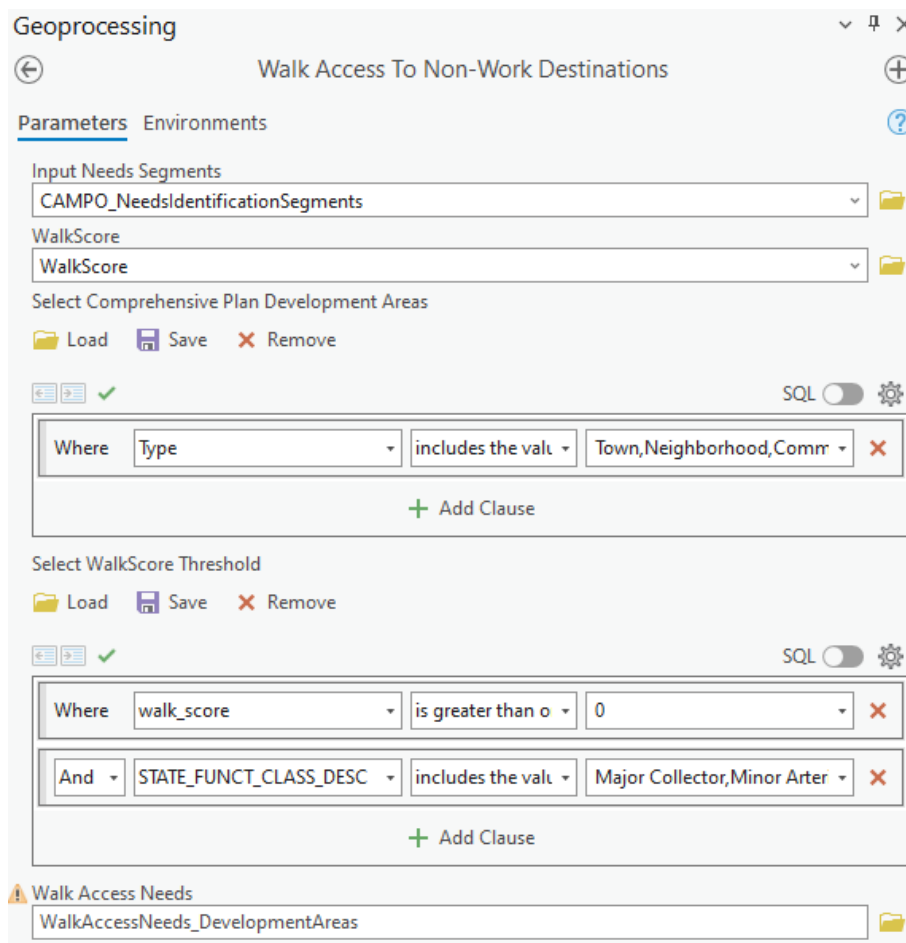 Geoprocessing
Walk Access To Non-Work Destinations
Parameters Environments
Input Needs Segments
CAMPO_NeedsIdentificationSegments
WalkScore
WalkScore
Select Comprehensive Plan Development Areas
Load Save Remove
SQL
Where Type includes the valu Town,Neighborhood,Comm
Add Clause
Select WalkScore Threshold
Load Save Remove
SQL
Where walk_score is greater than o 0
And STATE_FUNCT_CLASS_DESC includes the valu Major Collector,Minor Arter
Add Clause
Walk Access Needs
WalkAccessNeeds_DevelopmentAreas